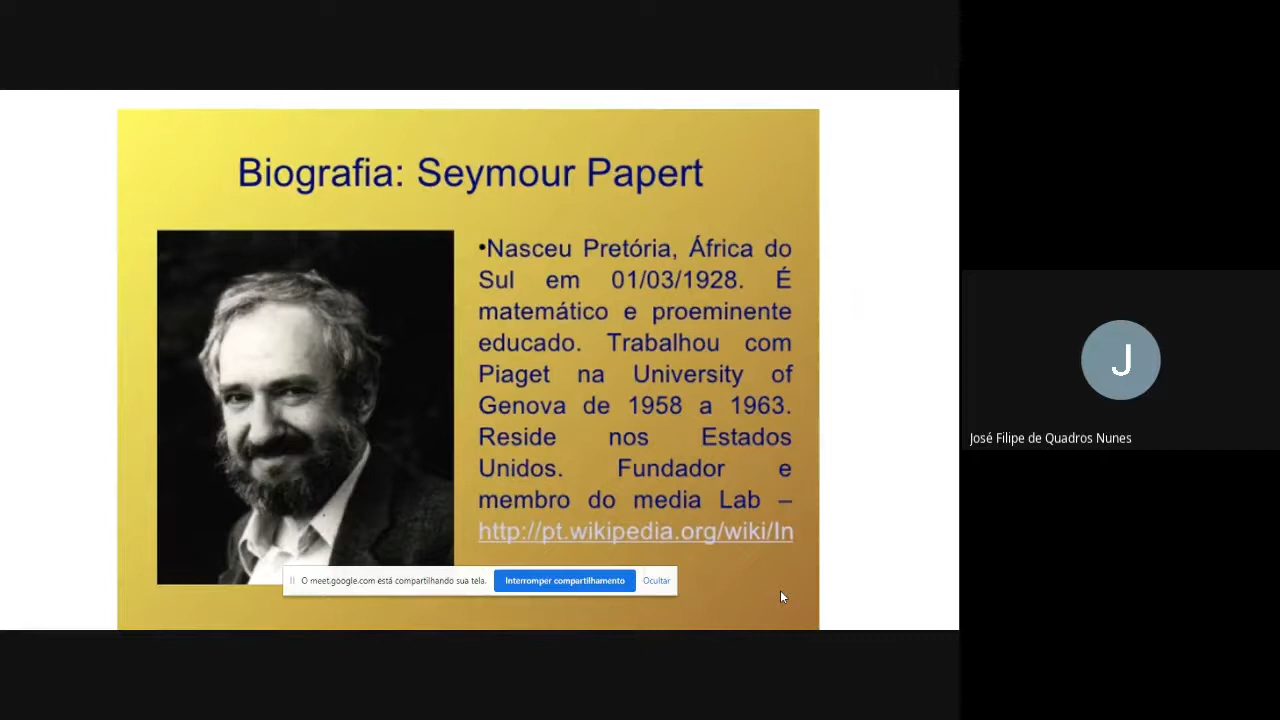 Biografia: Seymour Papert
•Nasceu Pretória, África do
Sul em 01/03/1928. É
matemático e proeminente
educado. Trabalhou com
Piaget na University of
Genova de 1958 a 1963.
Reside nos Estados
Unidos. Fundador e
membro do media Lab –
http://pt.wikipedia.org/wiki/In
O meet.google.com está compartilhando sua tela. Interromper compartilhamento Ocultar
J
José Filipe de Quadros Nunes